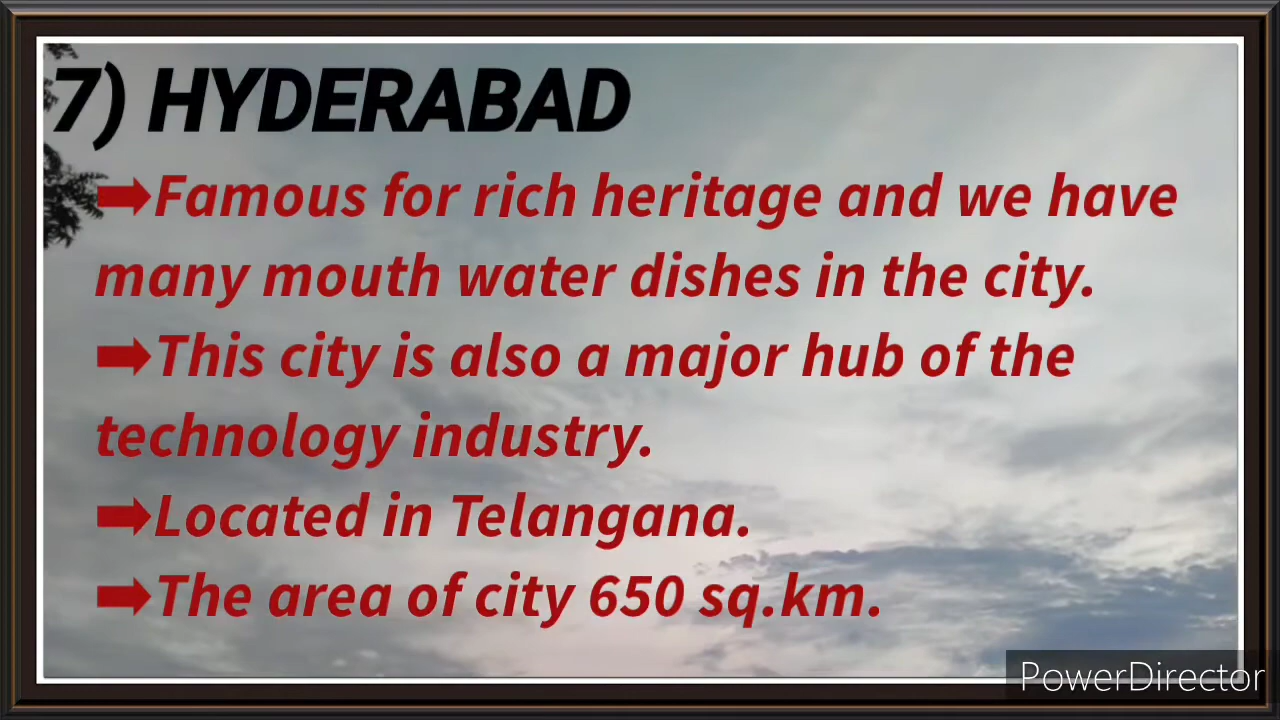 7) HYDERABAD
➡Famous for rich heritage and we have
many mouth water dishes in the city.
➡This city is also a major hub of the
technology industry.
➡Located in Telangana.
➡The area of city 650 sq.km.
PowerDirector